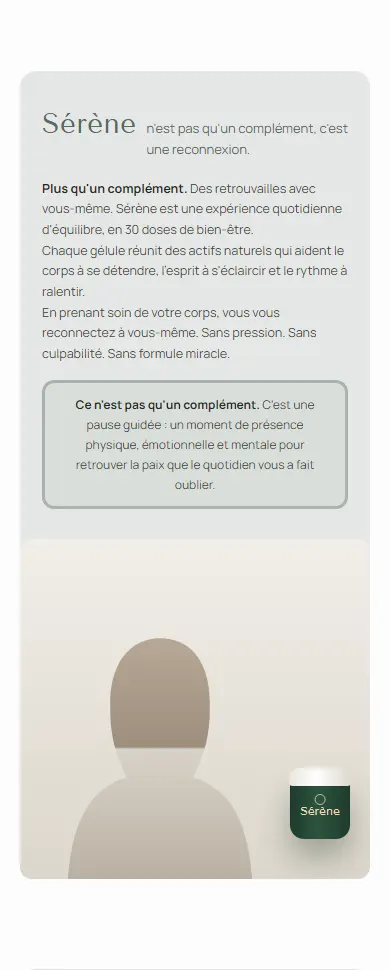 Sérène n'est pas qu'un complément, c'est
une reconnexion.
Plus qu'un complément. Des retrouvailles avec
vous-même. Sérène est une expérience quotidienne
d'équilibre, en 30 doses de bien-être.
Chaque gélule réunit des actifs naturels qui aident le
corps à se détendre, l'esprit à s'éclaircir et le rythme à
ralentir.
En prenant soin de votre corps, vous vous
reconnectez à vous-même. Sans pression. Sans
culpabilité. Sans formule miracle.
Ce n'est pas qu'un complément. C'est une
pause guidée : un moment de présence
physique, émotionnelle et mentale pour
retrouver la paix que le quotidien vous a fait
oublier.
Sérène